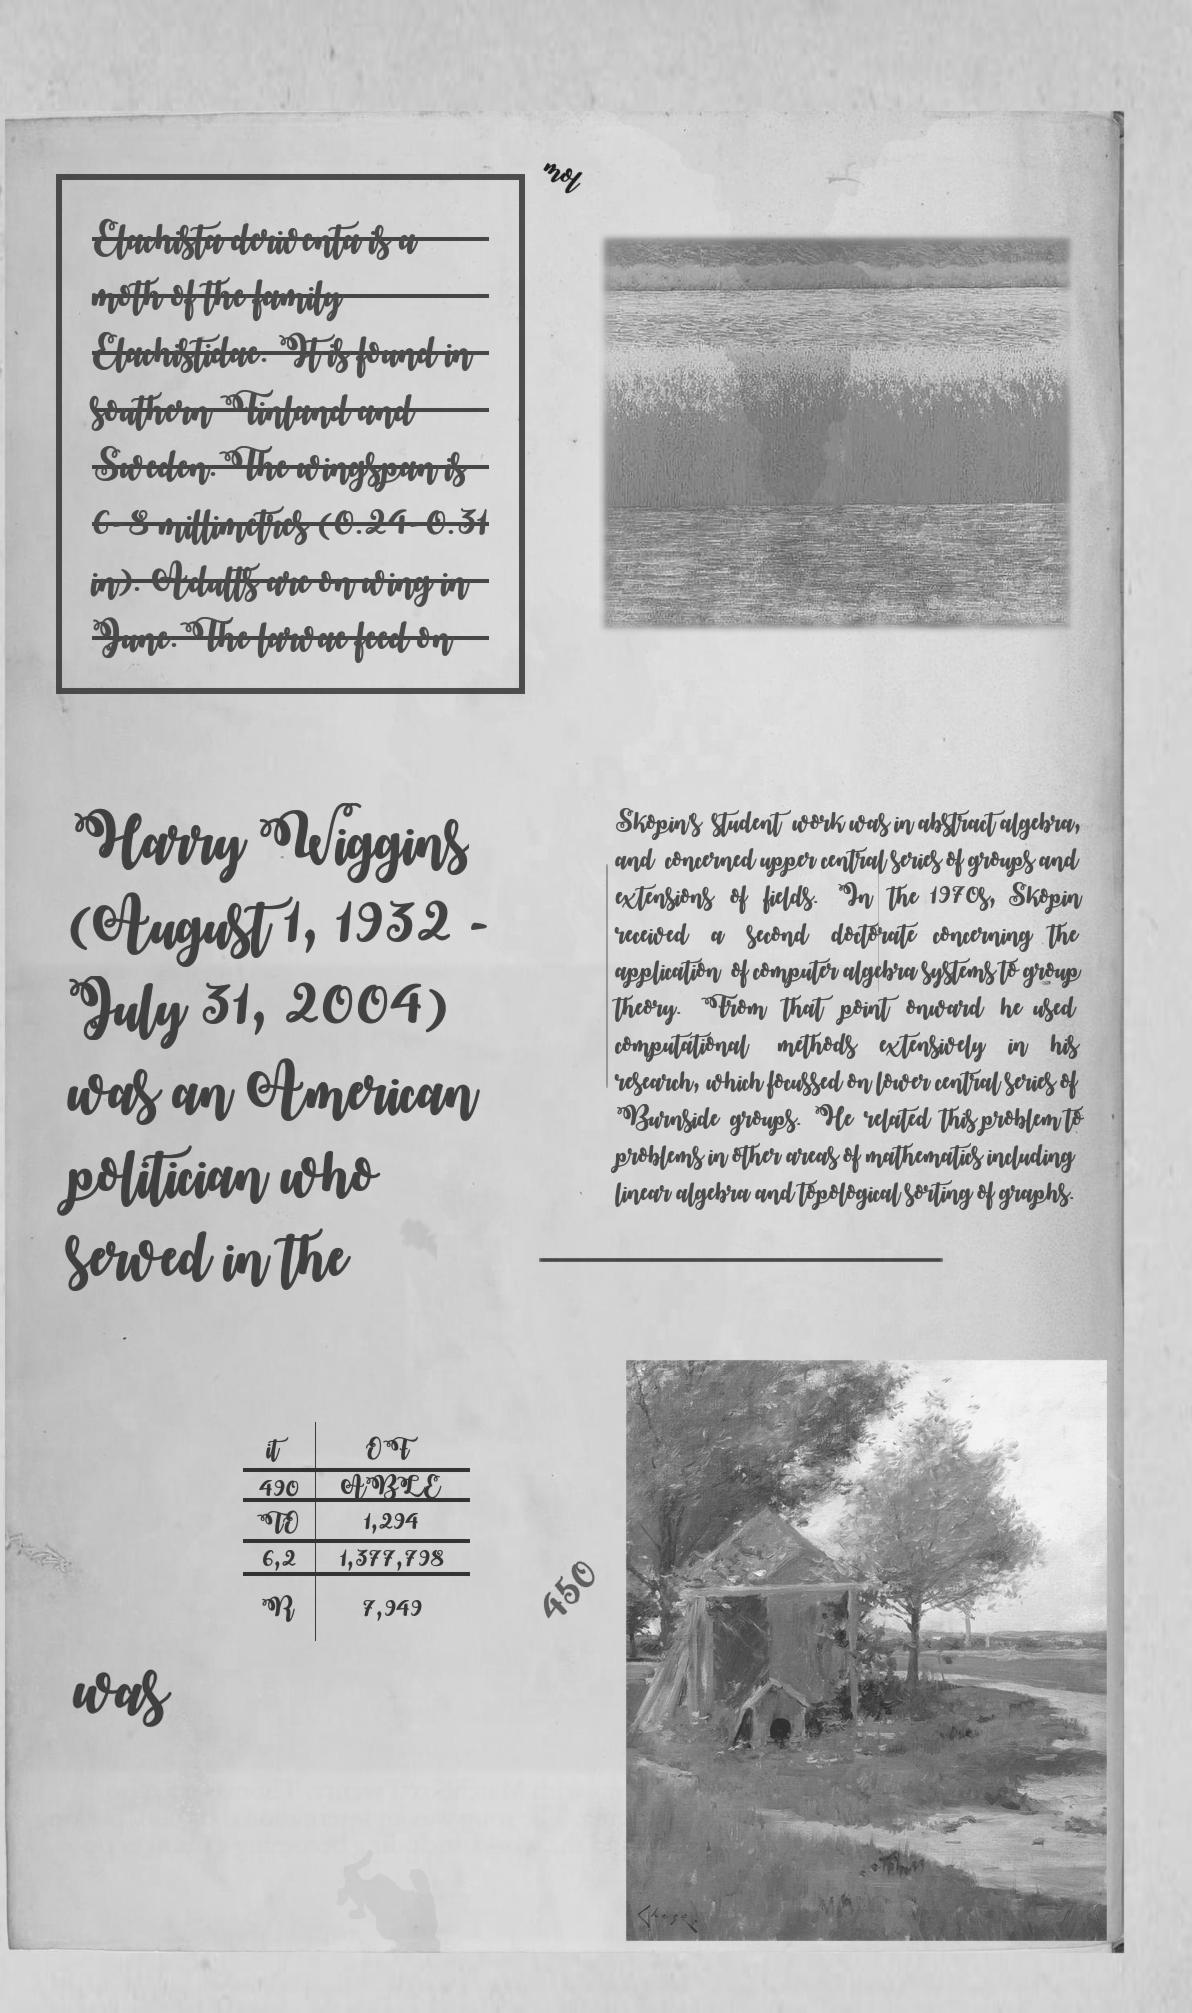 mol
Elachista deriventa is a
moth of the family
Elachistidae. It is found in
southern Finland and
Sweden. The wingspan is
6-8 millimetres (0.24-0.31
in). Adults are on wing in
June. The larvae feed on
Harry Wiggins
(August 1, 1932 -
July 31, 2004)
was an American
politician who
served in the
Skopin's student work was in abstract algebra,
and concerned upper central series of groups and
extensions of fields. In the 1970s, Skopin
received a second doctorate concerning the
application of computer algebra systems to group
theory. From that point onward he used
computational methods extensively in his
research, which focussed on lower central series of
Burnside groups. He related this problem to
problems in other areas of mathematics including
linear algebra and topological sorting of graphs.
it OF
490 ABLE
TO 1,294
6,2 1,377,798
R 7,949
450
was